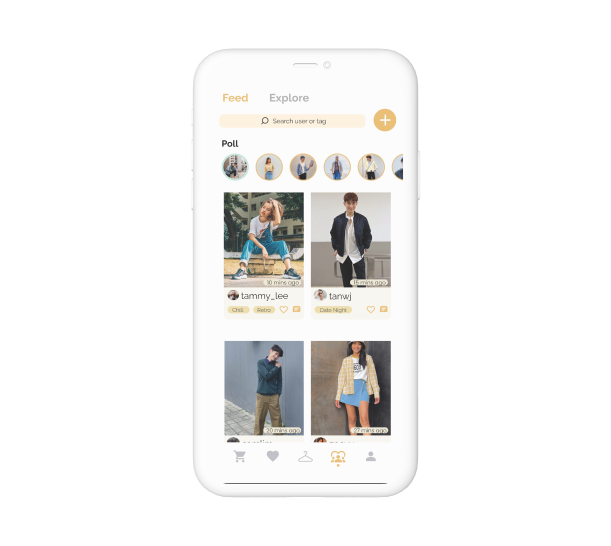 Feed Explore
Search user or tag
Poll
10 mins ago 15 mins ago
tammy_lee tanwj
Chill Retro Date Night
20 mins ago 27 mins ago